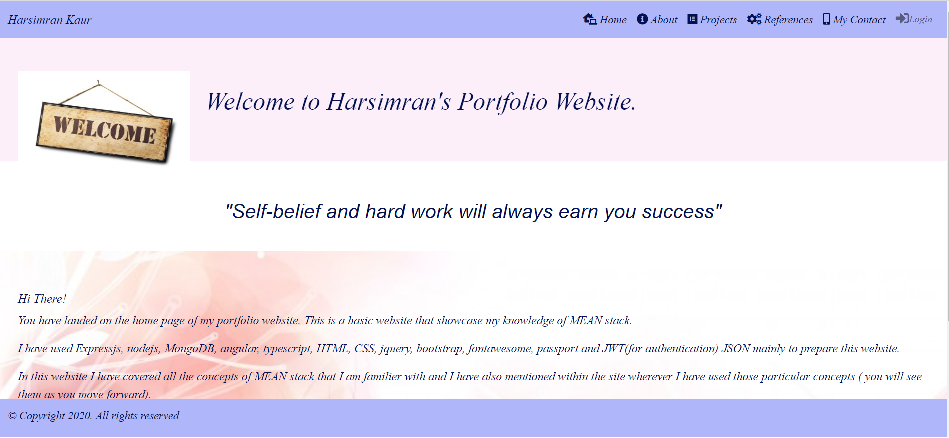 Harsimran Kaur
Home About Projects References My Contact Login
WELCOME
Welcome to Harsimran's Portfolio Website.
"Self-belief and hard work will always earn you success"
Hi There!
You have landed on the home page of my portfolio website. This is a basic website that showcase my knowledge of MEAN stack.
I have used Expressjs, nodejs, MongoDB, angular, typescript, HTML, CSS, jquery, bootstrap, fontawesome, passport and JWT(for authentication) JSON mainly to prepare this website.
In this website I have covered all the concepts of MEAN stack that I am familier with and I have also mentioned within the site wherever I have used those particular concepts ( you will see
them as you move forward).
© Copyright 2020. All rights reserved